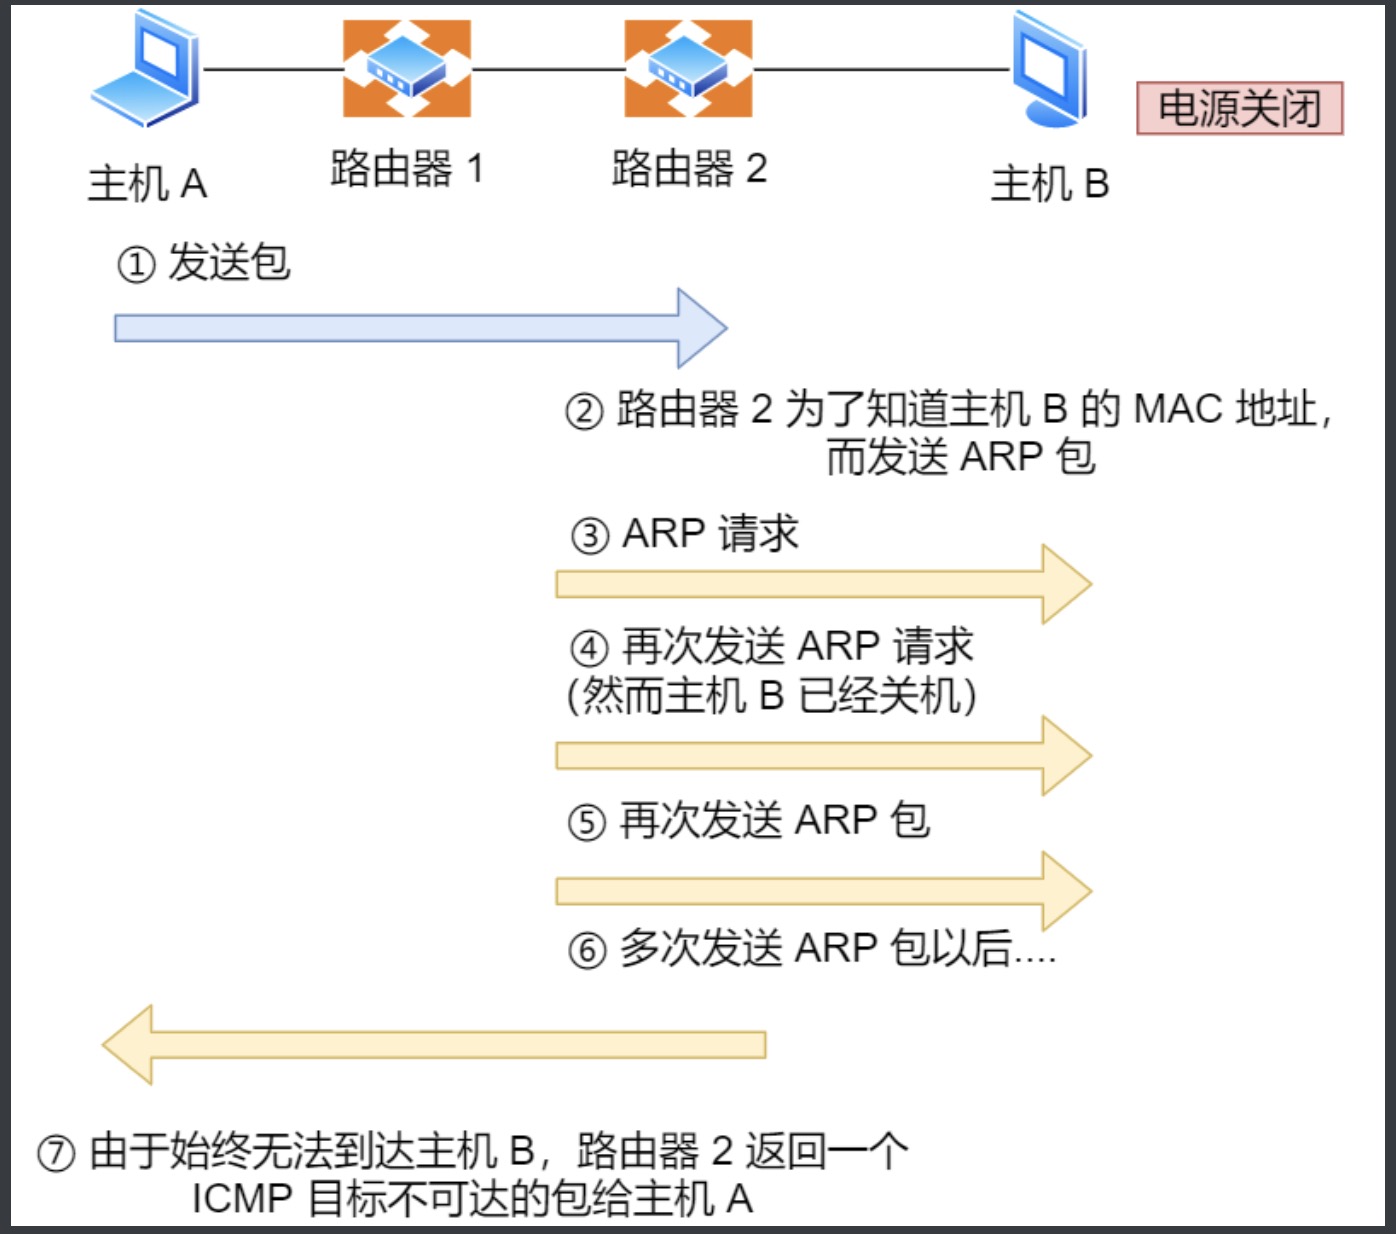 电源关闭
主机 A
路由器 1
路由器 2
主机 B
① 发送包
② 路由器 2 为了知道主机 B 的 MAC 地址，
而发送 ARP 包
③ ARP 请求
④ 再次发送 ARP 请求
（然而主机 B 已经关机）
⑤ 再次发送 ARP 包
⑥ 多次发送 ARP 包以后....
⑦ 由于始终无法到达主机 B，路由器 2 返回一个
ICMP 目标不可达的包给主机 A